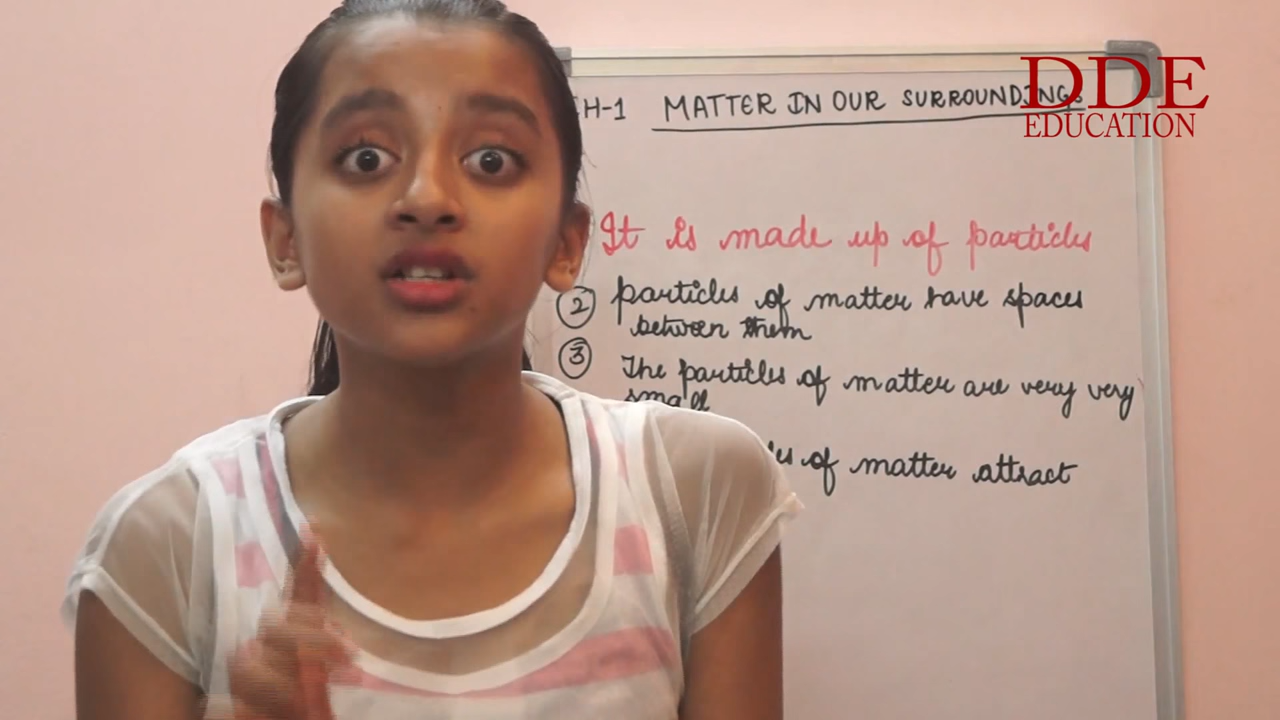 H-1 MATTER IN OUR SURROUNDINGS
DDE
EDUCATION
It is made up of particles
2 particles of matter have spaces
between them
3 The particles of matter are very very
small
of matter attract